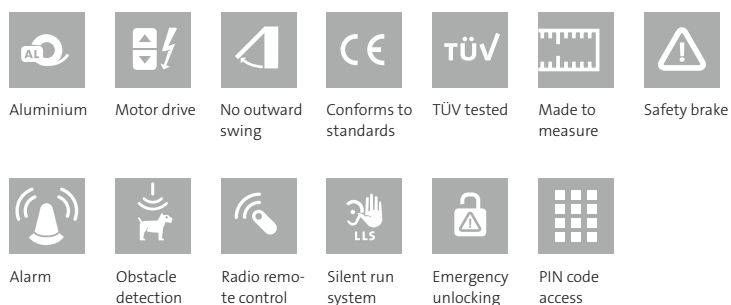 AL
CE
TÜV
Aluminium
Motor drive
No outward
swing
Conforms to
standards
TÜV tested
Made to
measure
Safety brake
LLS
Alarm
Obstacle
detection
Radio remo-
te control
Silent run
system
Emergency
unlocking
PIN code
access